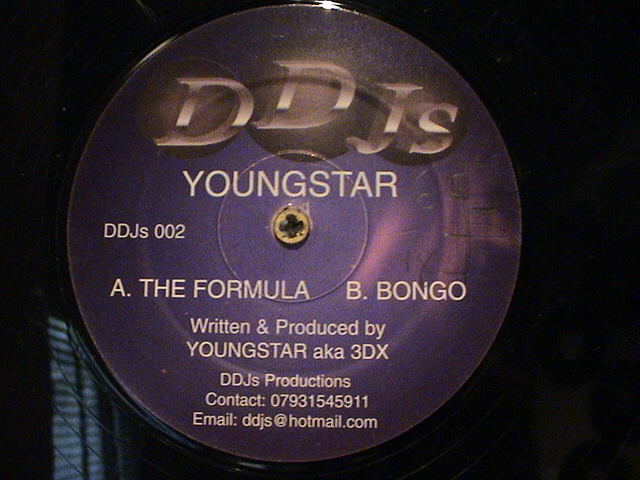 DDJs
YOUNGSTAR
DDJs 002
A. THE FORMULA B. BONGO
Written & Produced by
YOUNGSTAR aka 3DX
DDJs Productions
Contact: 07931545911
Email: ddjs@hotmail.com